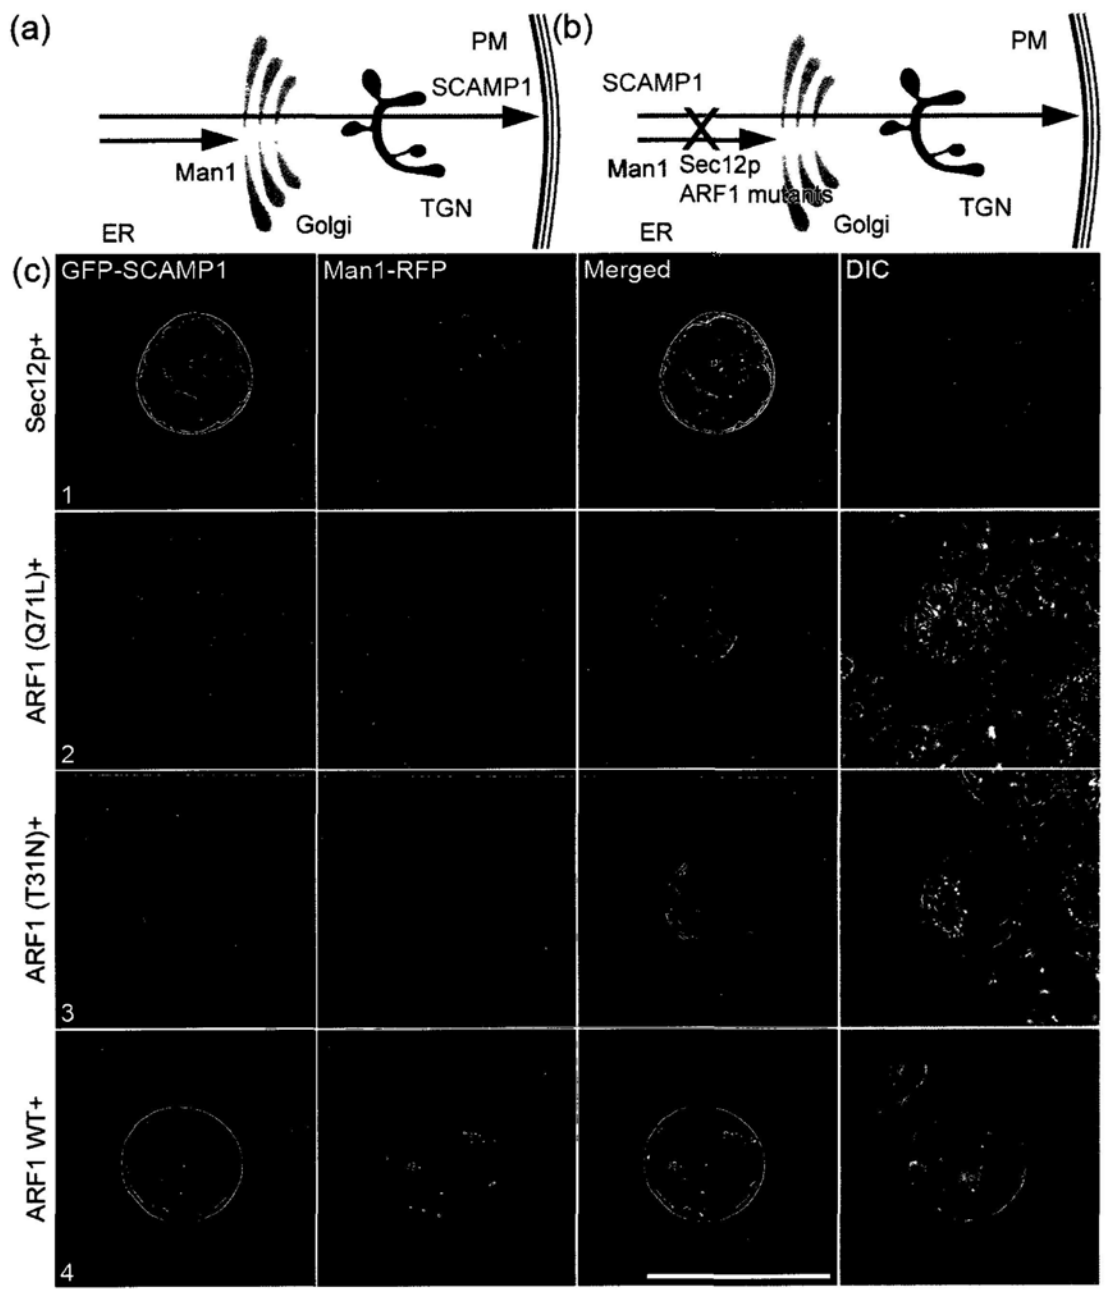 (a)
PM
SCAMP1
Man1
TGN
Golgi
ER
(b)
PM
SCAMP1
Man1
Sec12p
ARF1 mutants
TGN
Golgi
ER
(c)
GFP-SCAMP1 Man1-RFP Merged DIC
Sec12p+
1
ARF1 (Q71L)+
2
ARF1 (T31N)+
3
ARF1 WT+
4